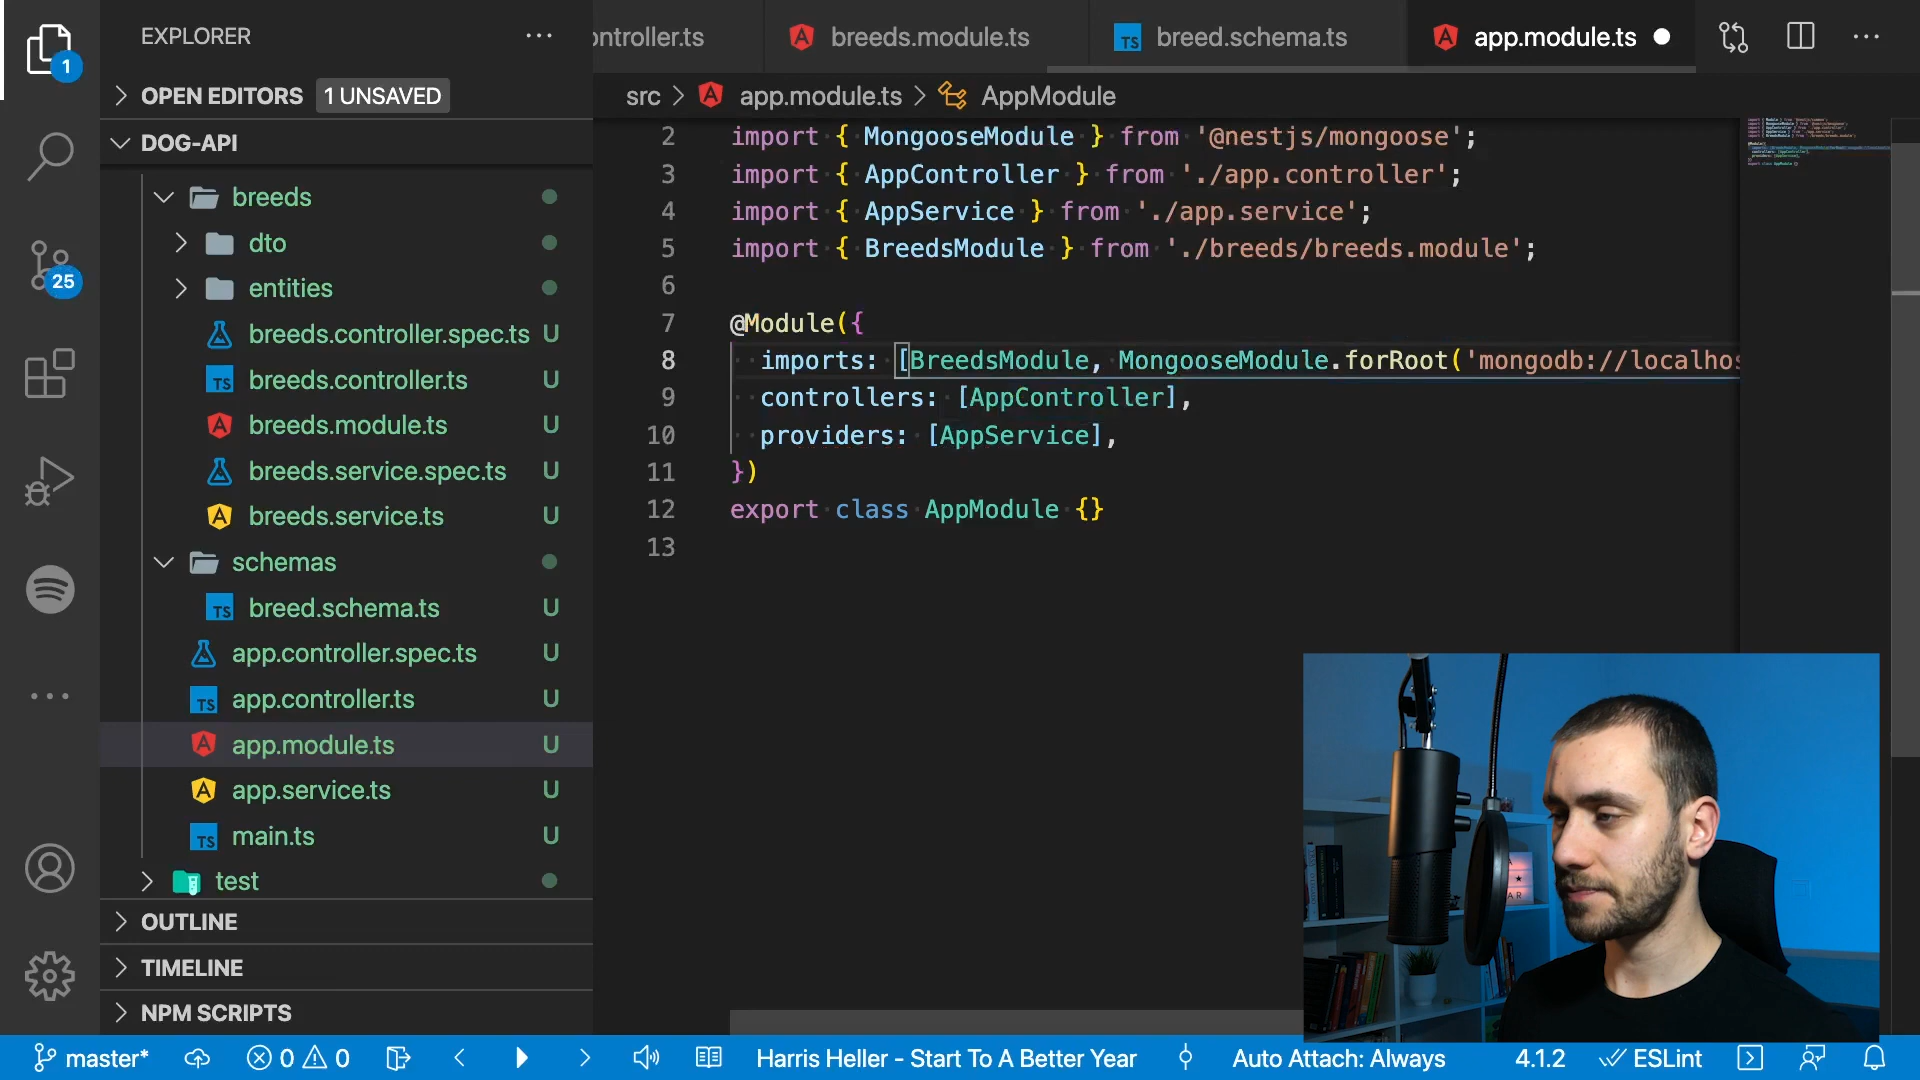 EXPLORER
1
OPEN EDITORS 1 UNSAVED
DOG-API
breeds
dto
entities
breeds.controller.spec.ts U
TS breeds.controller.ts U
breeds.module.ts U
breeds.service.spec.ts U
breeds.service.ts U
schemas
TS breed.schema.ts U
app.controller.spec.ts U
TS app.controller.ts U
app.module.ts U
app.service.ts U
TS main.ts U
test
OUTLINE
TIMELINE
NPM SCRIPTS
25
ontroller.ts
breeds.module.ts
TS breed.schema.ts
app.module.ts
src > app.module.ts > AppModule
2 import { MongooseModule } from '@nestjs/mongoose';
3 import { AppController } from './app.controller';
4 import { AppService } from './app.service';
5 import { BreedsModule } from './breeds/breeds.module';
6
7 @Module({
8 imports: [BreedsModule, MongooseModule.forRoot('mongodb://localhos
9 controllers: [AppController],
10 providers: [AppService],
11 })
12 export class AppModule {}
13
master* 0 0 Harris Heller - Start To A Better Year Auto Attach: Always 4.1.2 ESLint